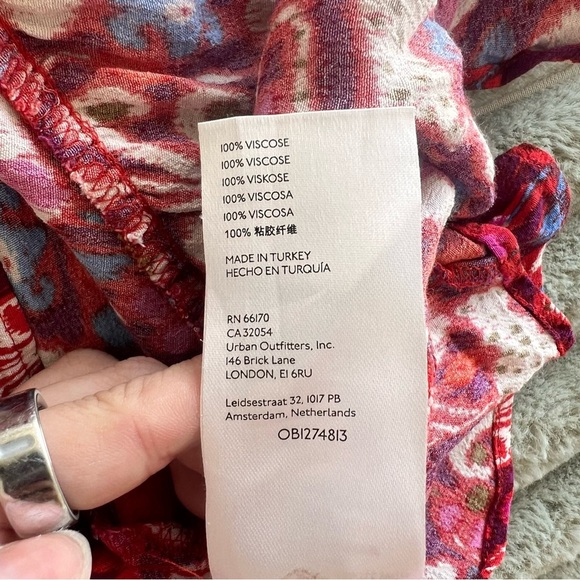 100% VISCOSE
100% VISCOSE
100% VISKOSE
100% VISCOSA
100% VISCOSA
100% 粘胶纤维
MADE IN TURKEY
HECHO EN TURQUÍA
RN 66170
CA 32054
Urban Outfitters, Inc.
146 Brick Lane
LONDON, E1 6RU
Leidsestraat 32, 1017 PB
Amsterdam, Netherlands
OB1274813